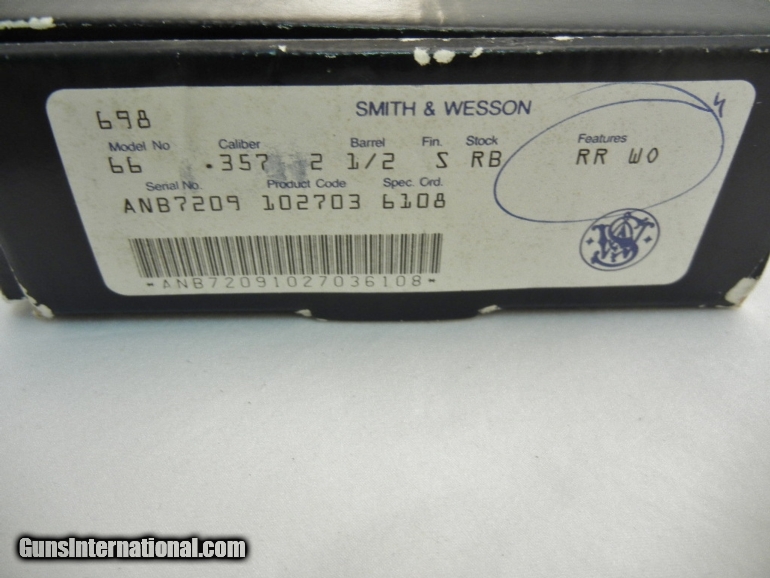 698 SMITH & WESSON
Model No Caliber Barrel Fin. Stock Features
66 .357 2 1/2 S RB RR WO
Serial No. Product Code Spec. Ord.
ANB7209 102703 6108
-ANB72091027036108-
GunsInternational.com